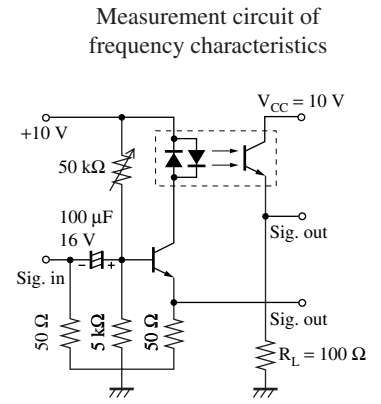 Measurement circuit of
frequency characteristics
V_CC = 10 V
+10 V
50 kΩ
100 μF
16 V
- +
Sig. in
Sig. out
Sig. out
50 Ω
5 kΩ
50 Ω
R_L = 100 Ω